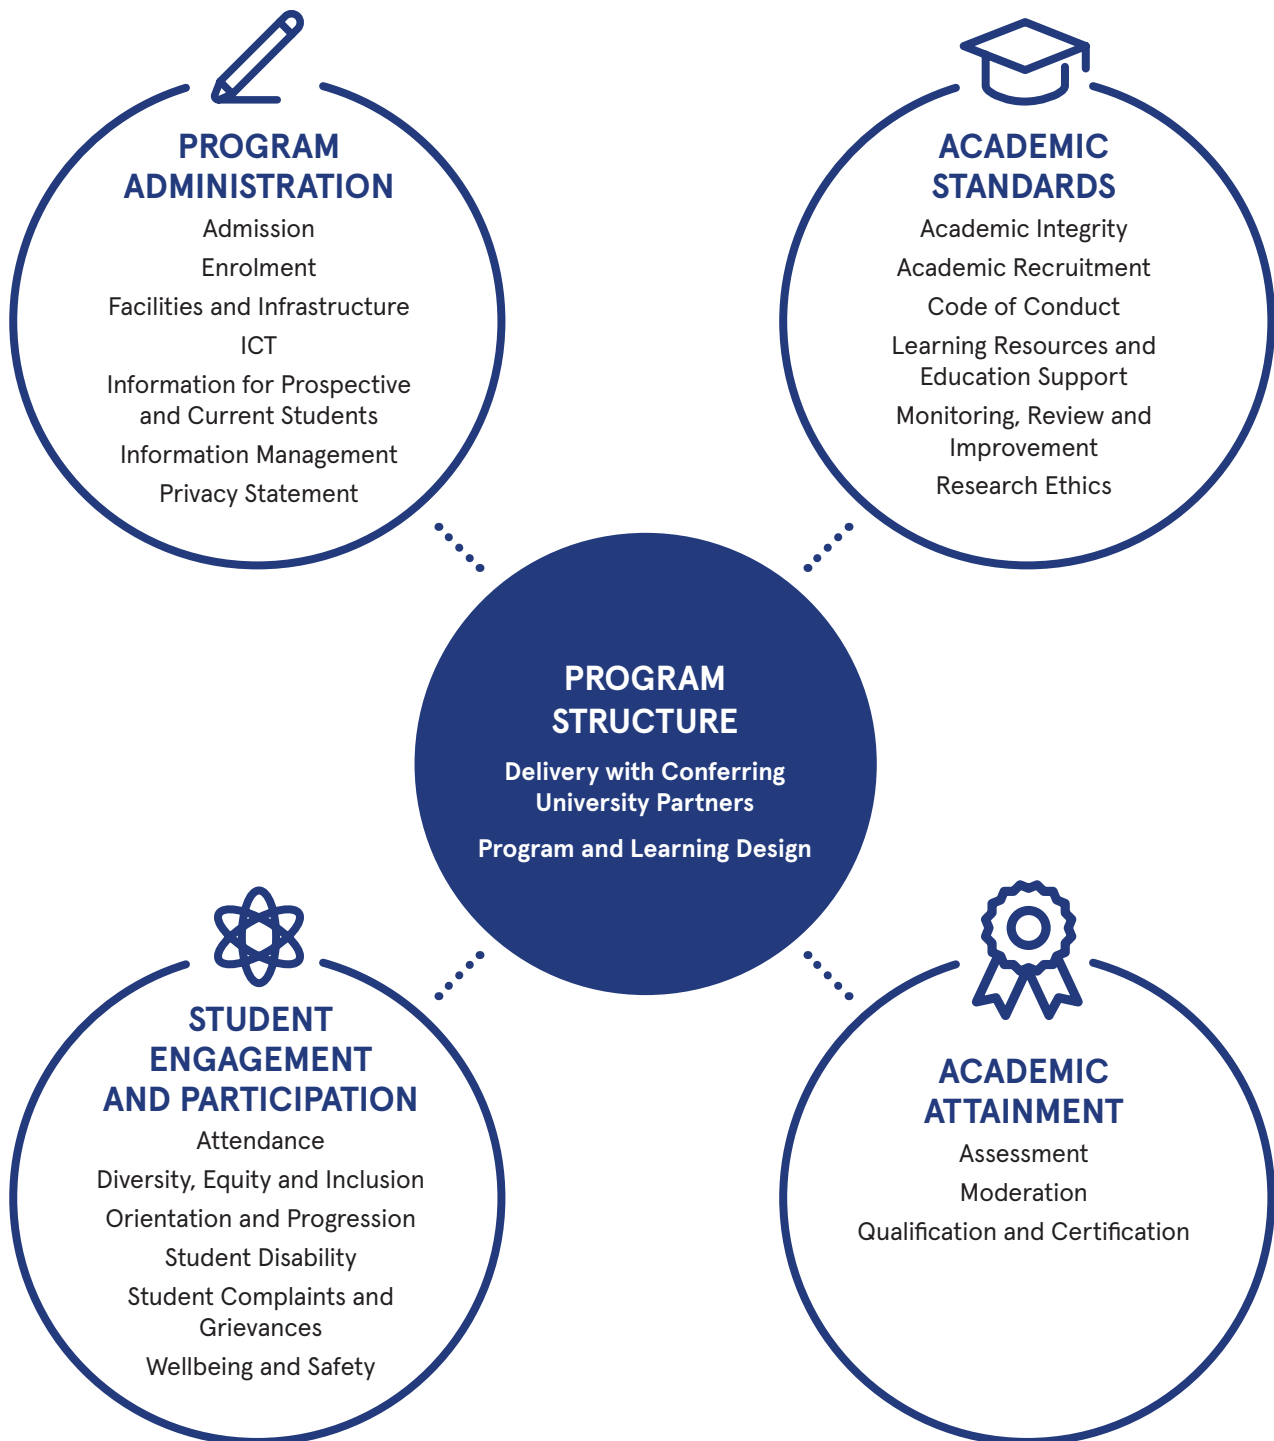 PROGRAM
ADMINISTRATION
Admission
Enrolment
Facilities and Infrastructure
ICT
Information for Prospective
and Current Students
Information Management
Privacy Statement
ACADEMIC
STANDARDS
Academic Integrity
Academic Recruitment
Code of Conduct
Learning Resources and
Education Support
Monitoring, Review and
Improvement
Research Ethics
PROGRAM
STRUCTURE
Delivery with Conferring
University Partners
Program and Learning Design
STUDENT
ENGAGEMENT
AND PARTICIPATION
Attendance
Diversity, Equity and Inclusion
Orientation and Progression
Student Disability
Student Complaints and
Grievances
Wellbeing and Safety
ACADEMIC
ATTAINMENT
Assessment
Moderation
Qualification and Certification